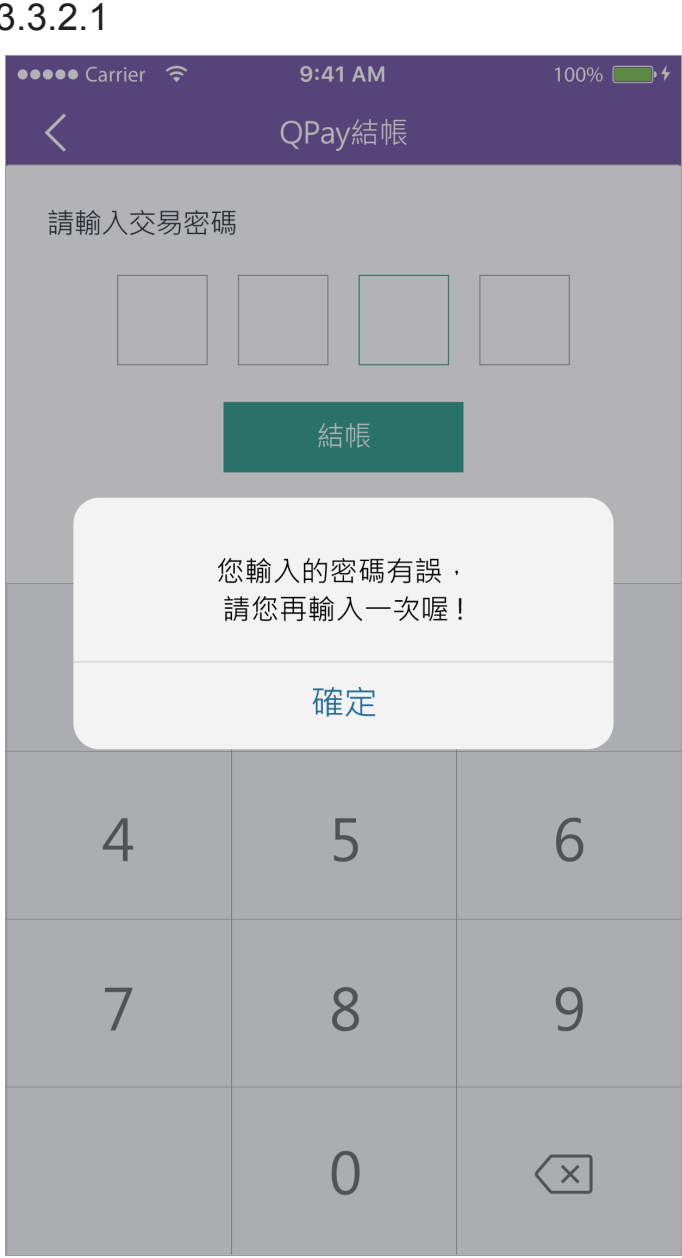 3.3.2.1
Carrier 9:41 AM 100%
QPay結帳
請輸入交易密碼
結帳
您輸入的密碼有誤，
請您再輸入一次喔！
確定
4 5 6
7 8 9
0